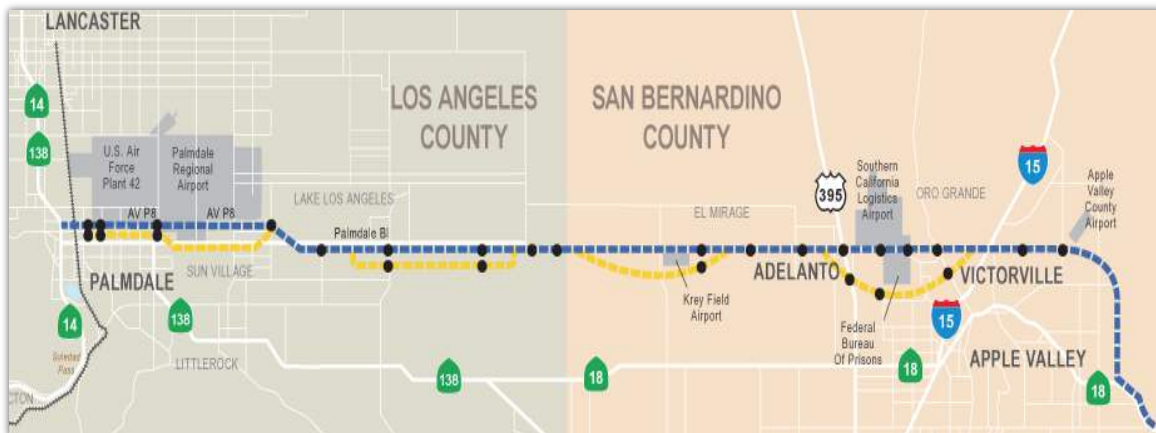 LANCASTER
14
138
U.S. Air
Force
Plant 42
Palmdale
Regional
Airport
LOS ANGELES
COUNTY
SAN BERNARDINO
COUNTY
15
395
Southern
California
Logistics
Airport
ORO GRANDE
Apple
Valley
County
Airport
LAKE LOS ANGELES
EL MIRAGE
AV P8
AV P8
Palmdale Bl
SUN VILLAGE
PALMDALE
ADELANTO
VICTORVILLE
Krey Field
Airport
14
138
15
Federal
Bureau
Of Prisons
Soledad
Pass
LITTLEROCK
138
18
18
APPLE VALLEY
18
CTON